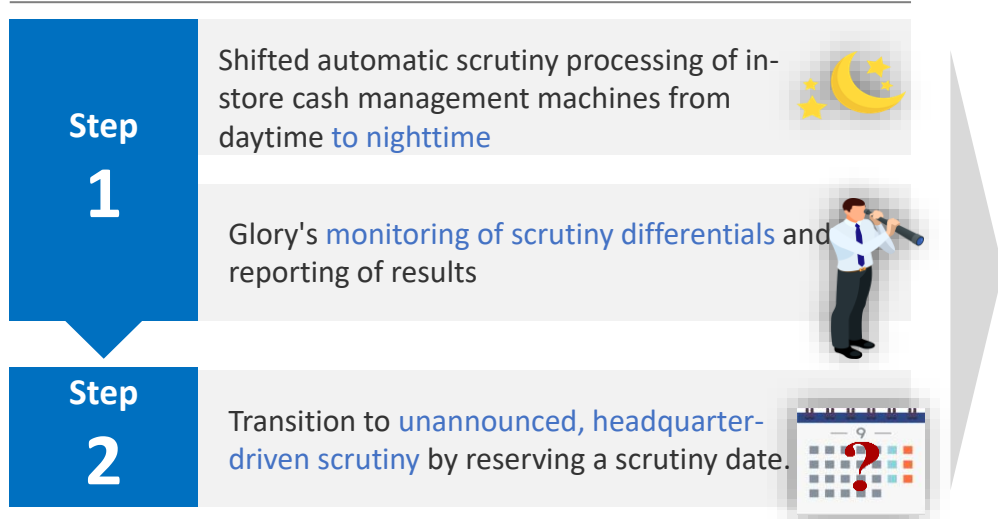 Step
1
Shifted automatic scrutiny processing of in-
store cash management machines from
daytime to nighttime
Glory's monitoring of scrutiny differentials and
reporting of results
Step
2
Transition to unannounced, headquarter-
driven scrutiny by reserving a scrutiny date.
9
?